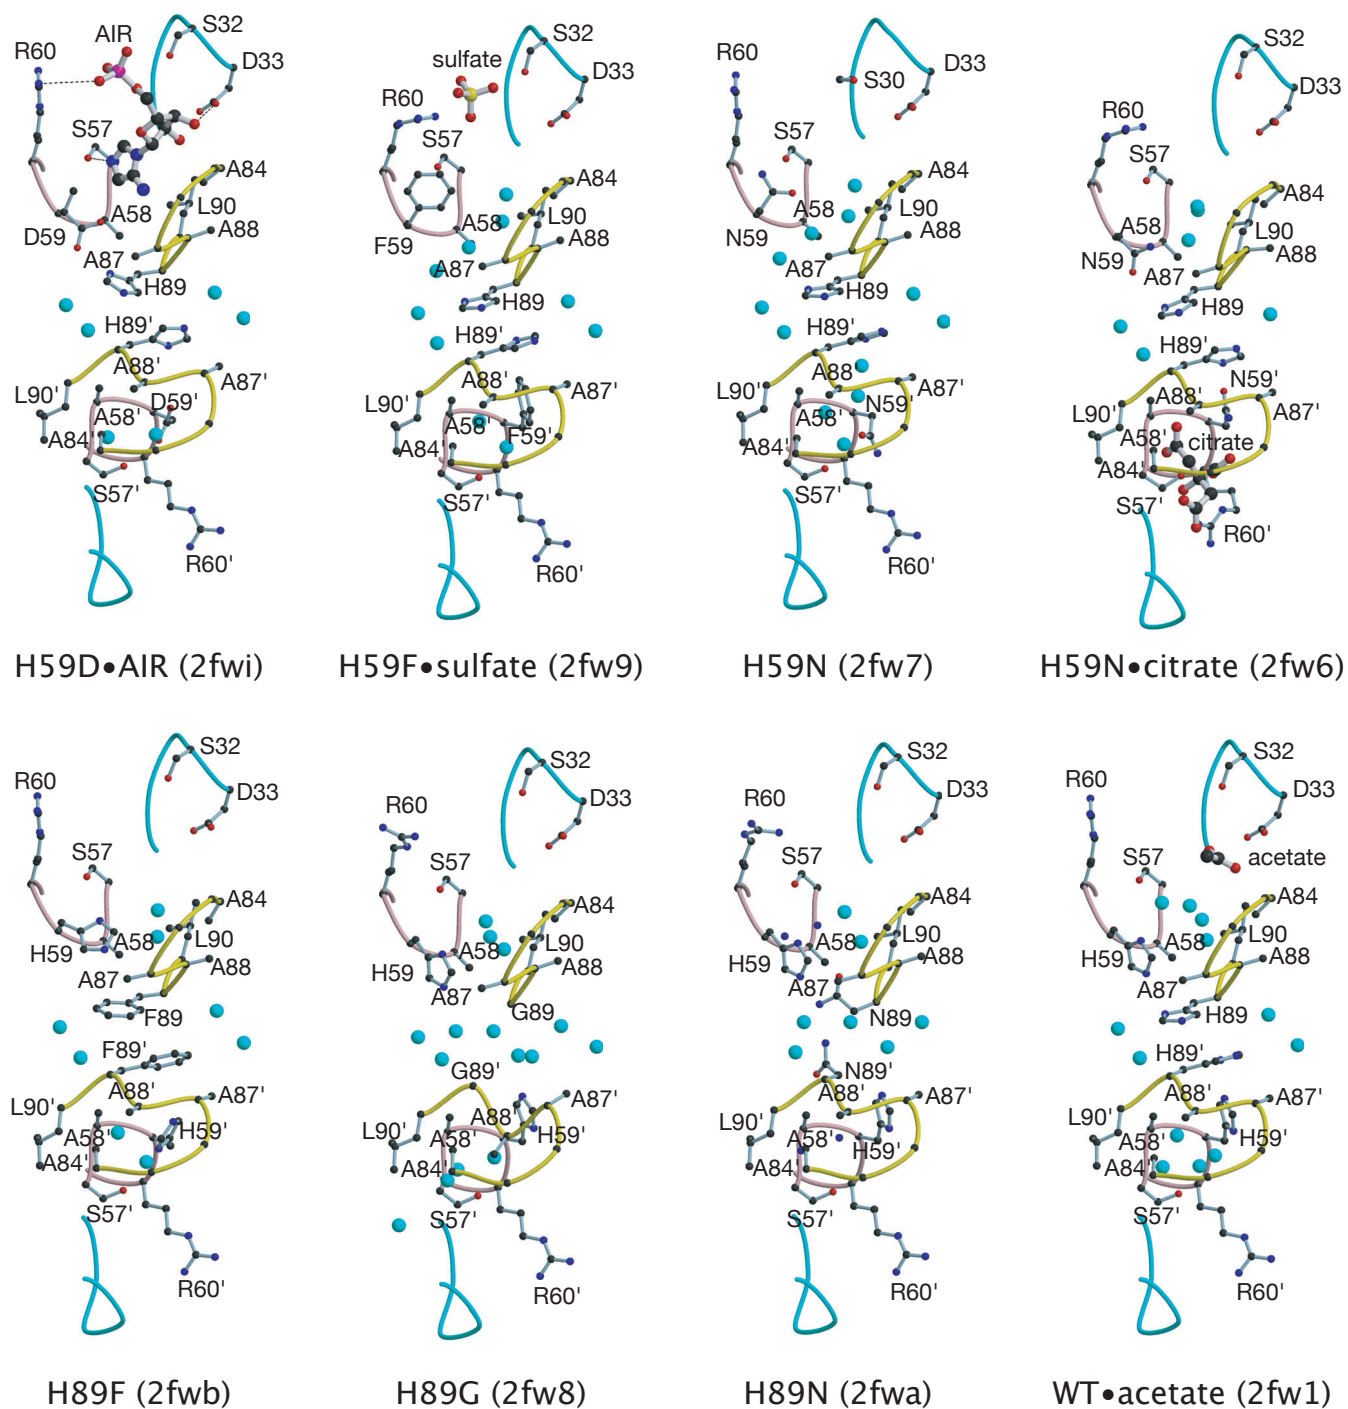 AIR
S32
R60
D33
S57
A84
A58
L90
A88
D59
A87
H89
H89'
A88'
A87'
L90'
D59'
A58'
A84'
S57'
R60'
H59D•AIR (2fwi)
S32
sulfate
D33
R60
S57
A84
L90
A58
A88
F59
A87
H89
H89'
A88'
A87'
L90'
A58'
F59'
A84'
S57'
R60'
H59F•sulfate (2fw9)
R60
D33
S30
S57
A84
A58
L90
A88
N59
A87
H89
H89'
A88'
A87'
L90'
N59'
A58'
A84'
S57'
R60'
H59N (2fw7)
S32
D33
R60
S57
A84
A58
L90
A88
N59
A87
H89
H89'
N59'
A88'
A87'
L90'
A58'
citrate
A84'
S57'
R60'
H59N•citrate (2fw6)
S32
R60
D33
S57
A84
H59
A58
L90
A88
A87
F89
F89'
A88'
A87'
L90'
A58'
H59'
A84'
S57'
R60'
H89F (2fwb)
S32
D33
R60
S57
A84
A58
L90
A88
H59
A87
G89
G89'
A87'
A88'
L90'
A58'
H59'
A84'
S57'
R60'
H89G (2fw8)
S32
R60
D33
S57
A84
A58
L90
A88
H59
A87
N89
N89'
A88'
A87'
L90'
A58'
H59'
A84'
S57'
R60'
H89N (2fwa)
S32
R60
D33
S57
acetate
A84
A58
L90
A88
H59
A87
H89
H89'
A88'
A87'
L90'
A58'
H59'
A84'
S57'
R60'
WT•acetate (2fw1)